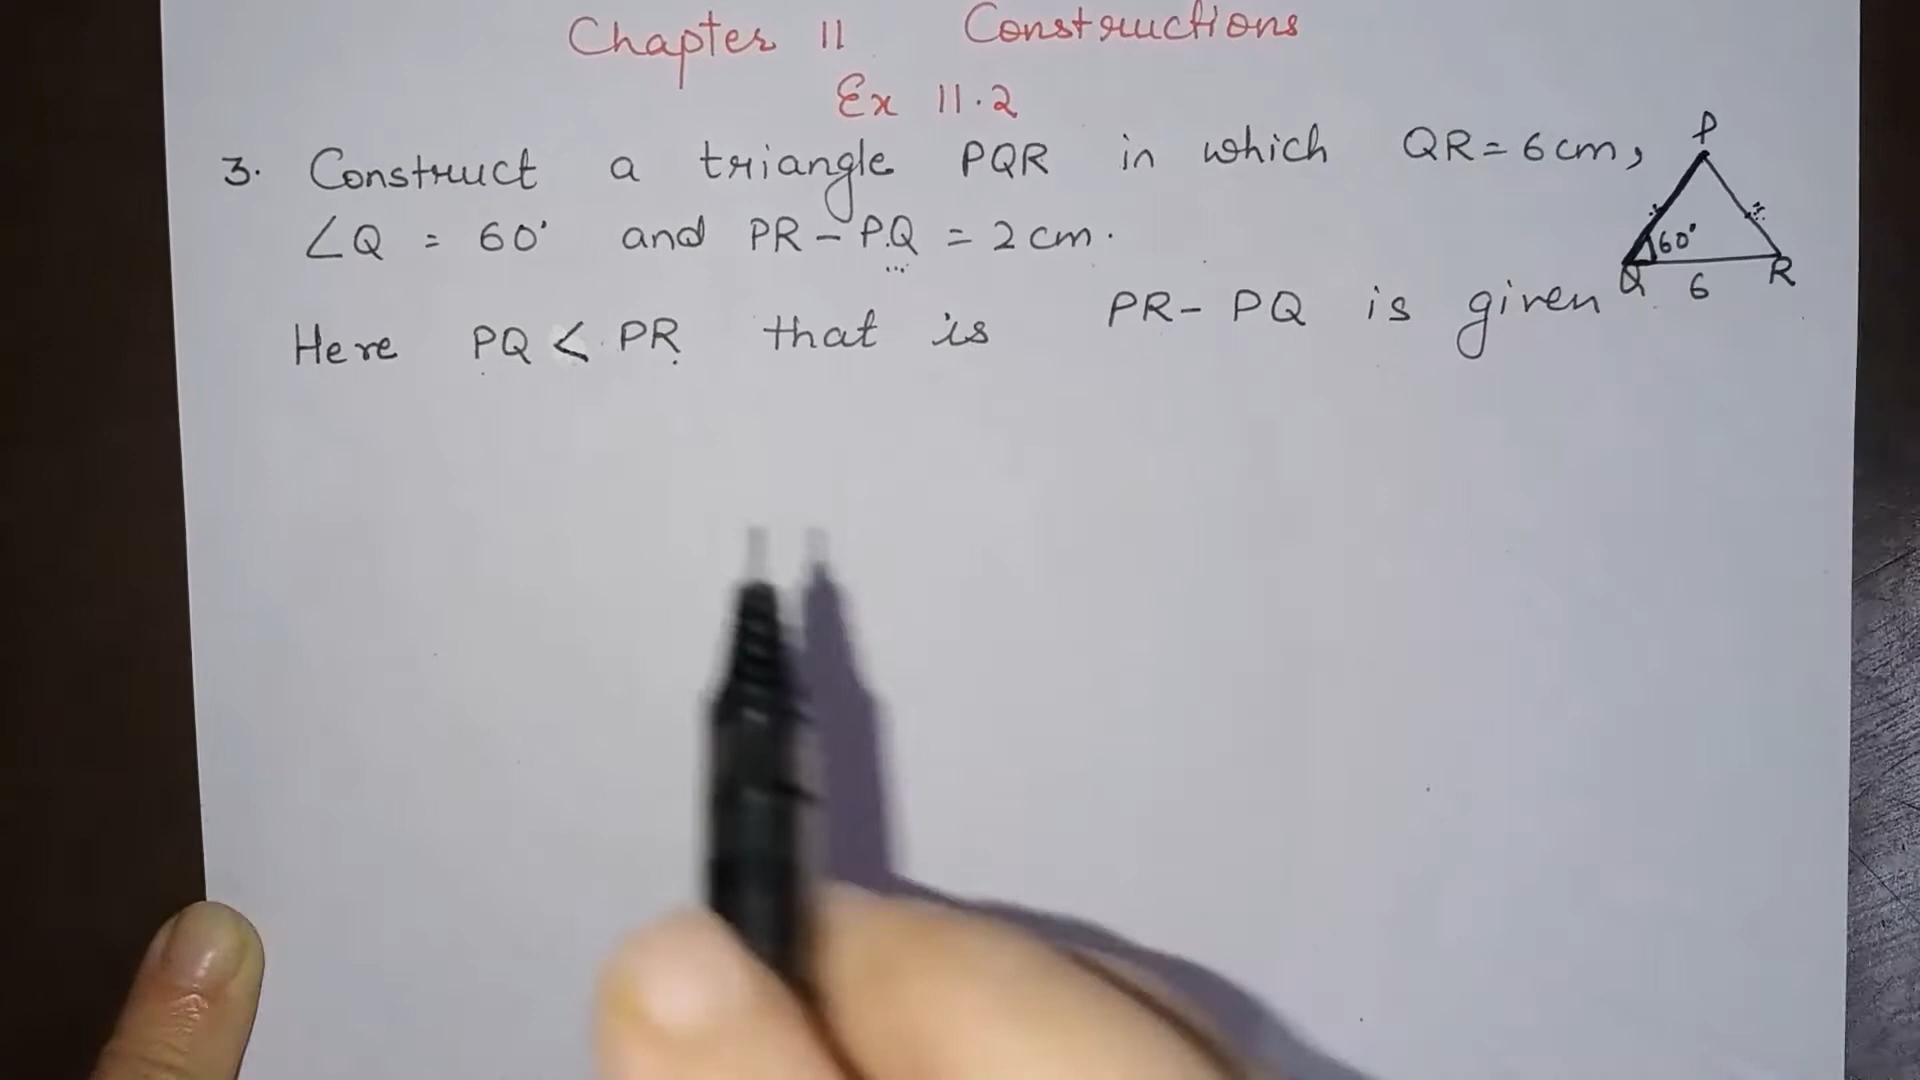 Chapter 11 Constructions
Ex 11.2
3. Construct a triangle PQR in which QR = 6 cm,
∠Q = 60° and PR - PQ = 2 cm.
Here PQ < PR that is PR - PQ is given
P
60°
Q 6 R